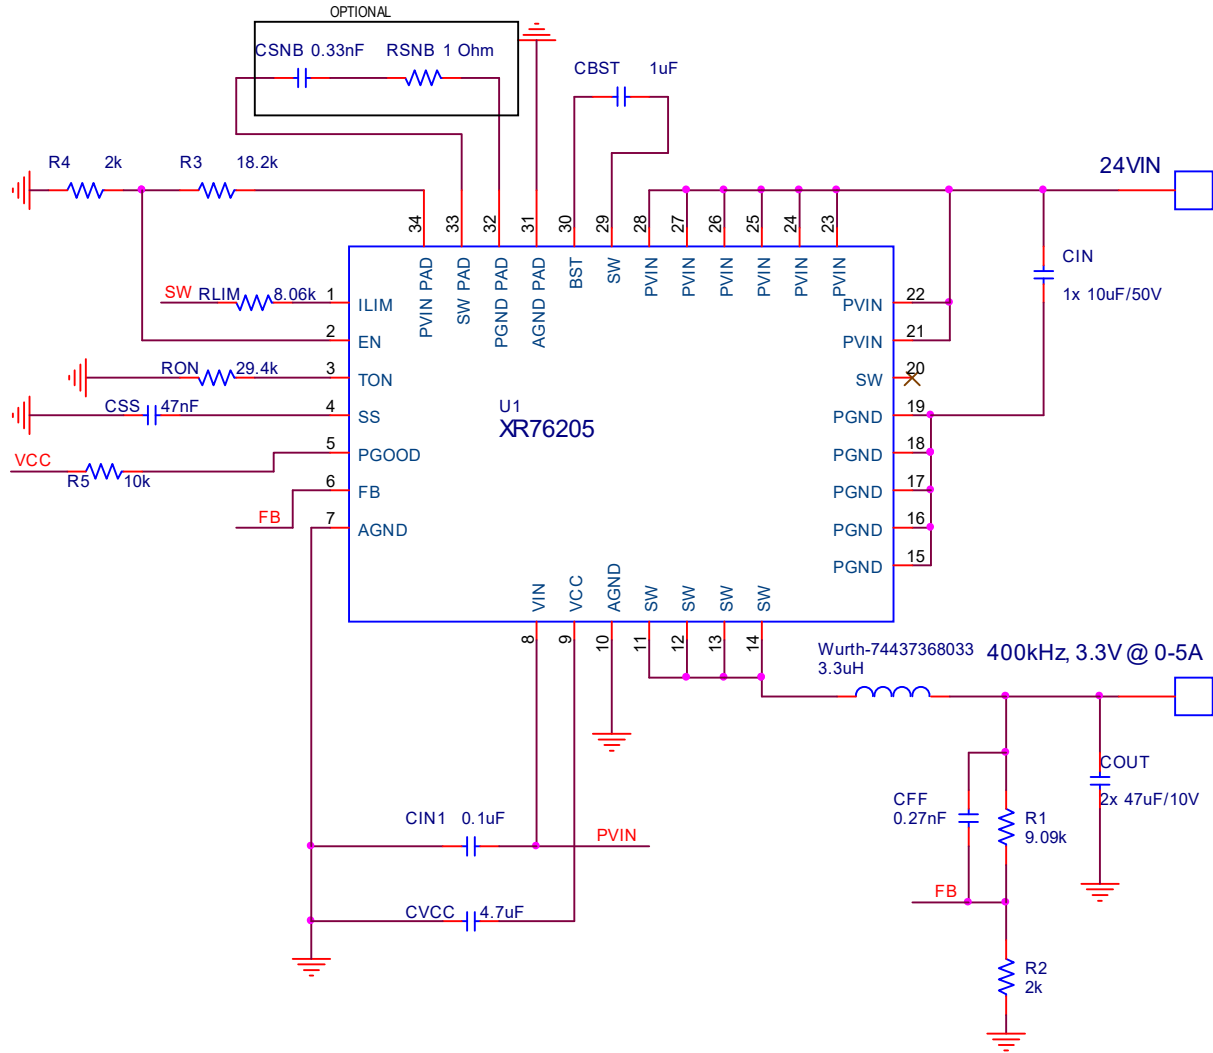 OPTIONAL
CSNB 0.33nF RSNB 1 Ohm
CBST 1uF
R4 2k R3 18.2k
24VIN
34 33 32 31 30 29 28 27 26 25 24 23
PVIN PAD SW PAD PGND PAD AGND PAD BST SW PVIN PVIN PVIN PVIN PVIN PVIN
CIN
1x 10uF/50V
SW RLIM 8.06k 1 ILIM
PVIN 22
2 EN
PVIN 21
RON 29.4k 3 TON
SW 20
CSS 47nF 4 SS
PGND 19
U1
XR76205
VCC R5 10k 5 PGOOD
PGND 18
FB 6 FB
PGND 17
7 AGND
PGND 16
PGND 15
VIN VCC AGND SW SW SW SW
8 9 10 11 12 13 14
Wurth-74437368033
3.3uH
400kHz, 3.3V @ 0-5A
COUT
2x 47uF/10V
CFF
0.27nF
R1
9.09k
CIN1 0.1uF PVIN
FB
CVCC 4.7uF
R2
2k